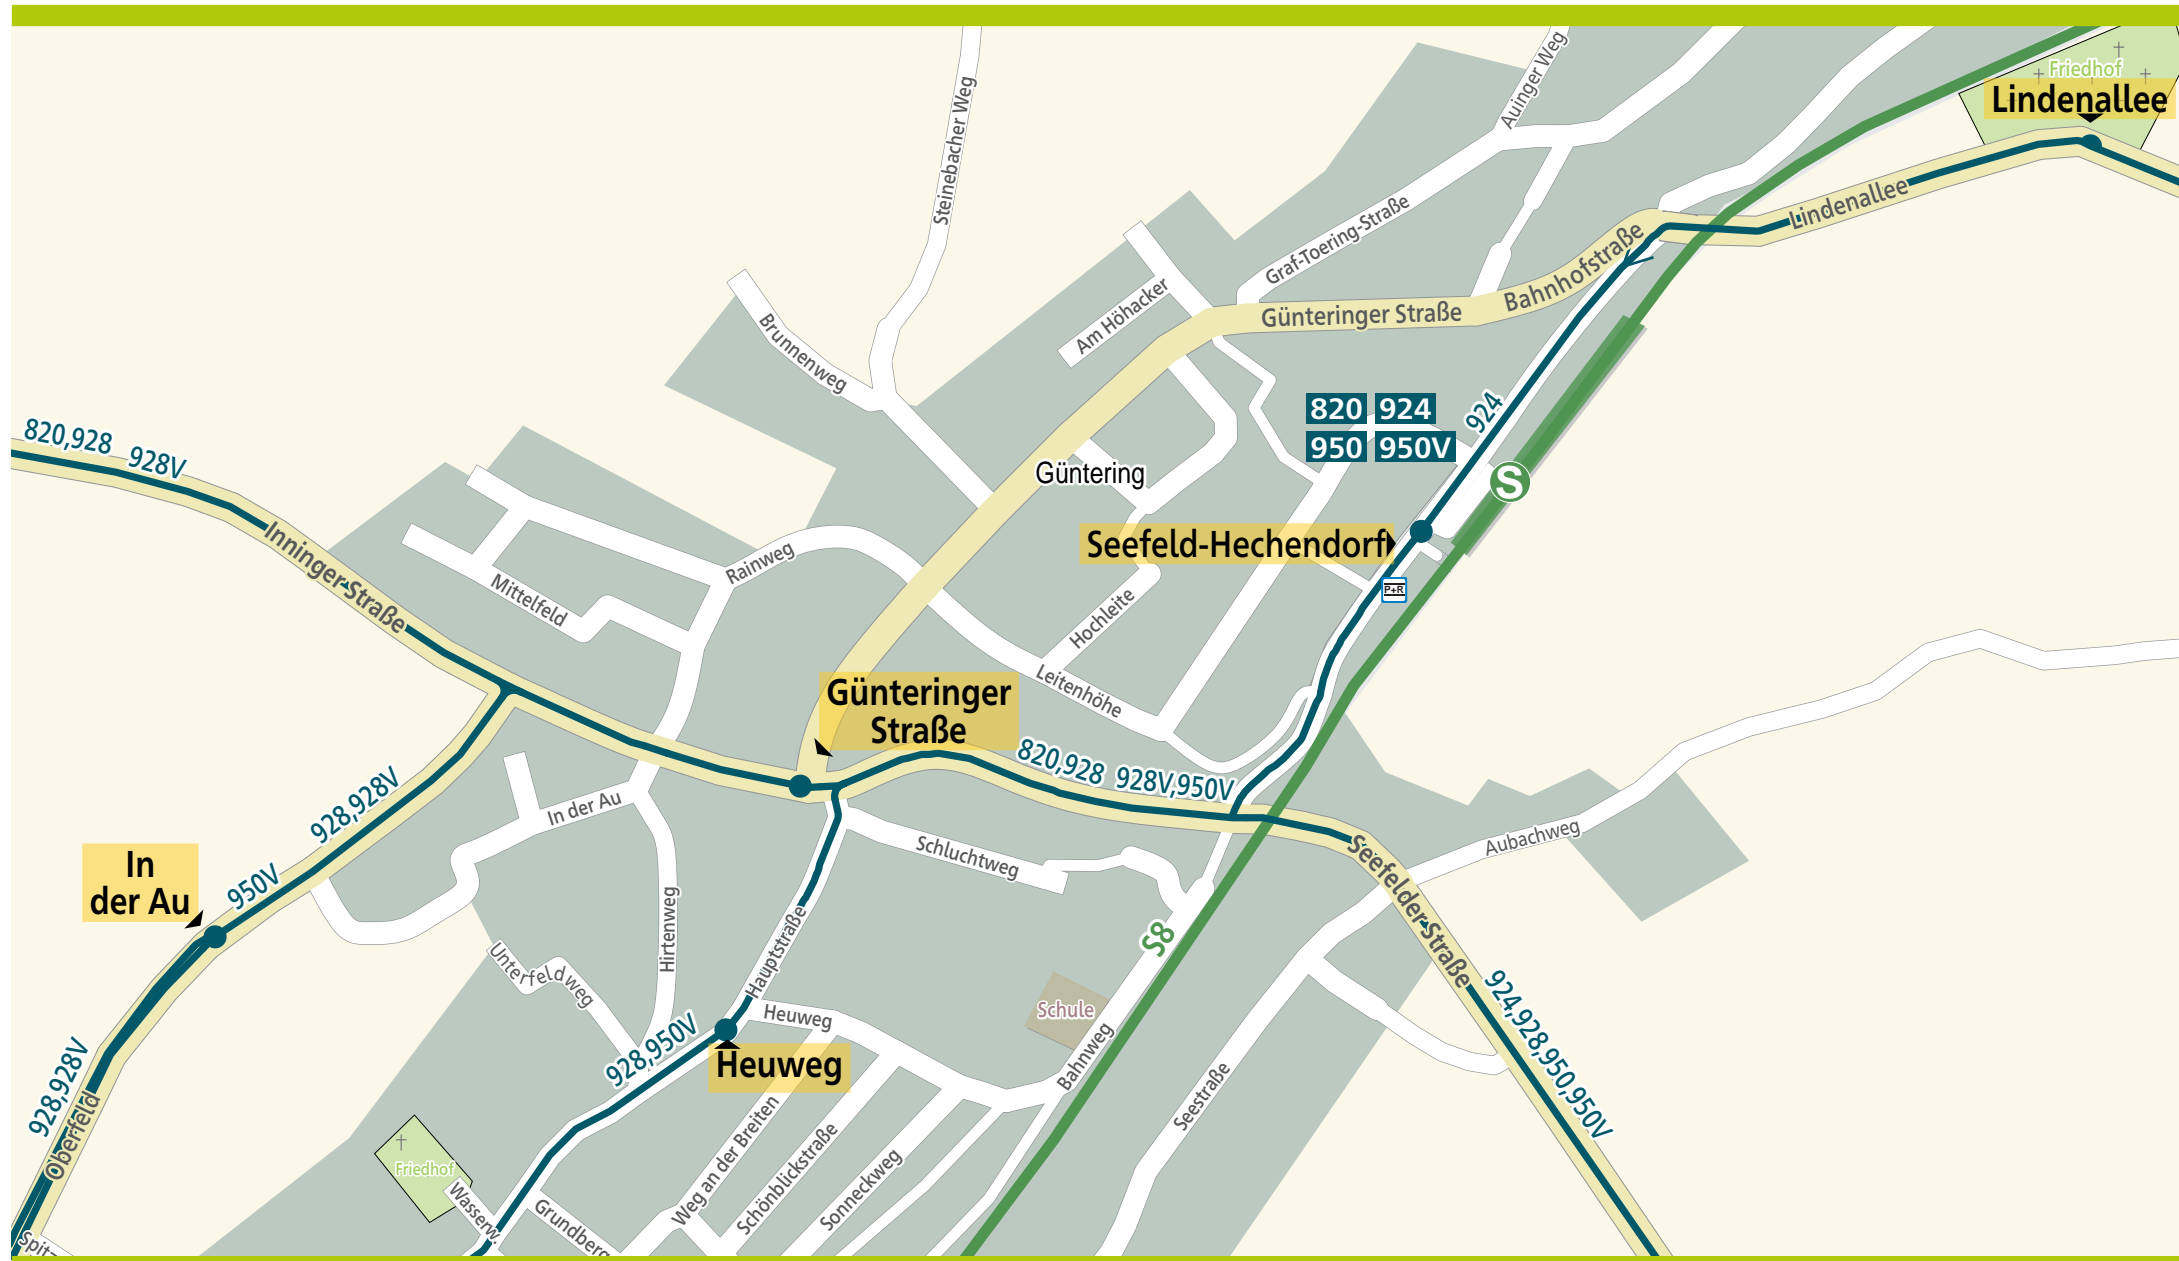 Friedhof
Lindenallee
Auinger Weg
Steinebacher Weg
Lindenallee
Graf-Toering-Straße
Bahnhofstraße
Am Höhacker
Günteringer Straße
Brunnenweg
820 924
950 950V
924
820,928 928V
Güntering
S
Seefeld-Hechendorf
P+R
Inninger-Straße
Rainweg
Mittelfeld
Hochleite
Leitenhöhe
Günteringer
Straße
820,928 928V,950V
928,928V
In der Au
Schluchtweg
Aubachweg
Seefelder-Straße
In
der Au
950V
Hirtenweg
Hauptstraße
S8
Unterfeldweg
Schule
Heuweg
924,928,950,950V
928,950V
Heuweg
Bahnweg
Seestraße
928,928V
Oberfeld
Friedhof
Weg an der Breiten
Schönblickstraße
Sonneckweg
Wasserw.
Grundberg
Spitz